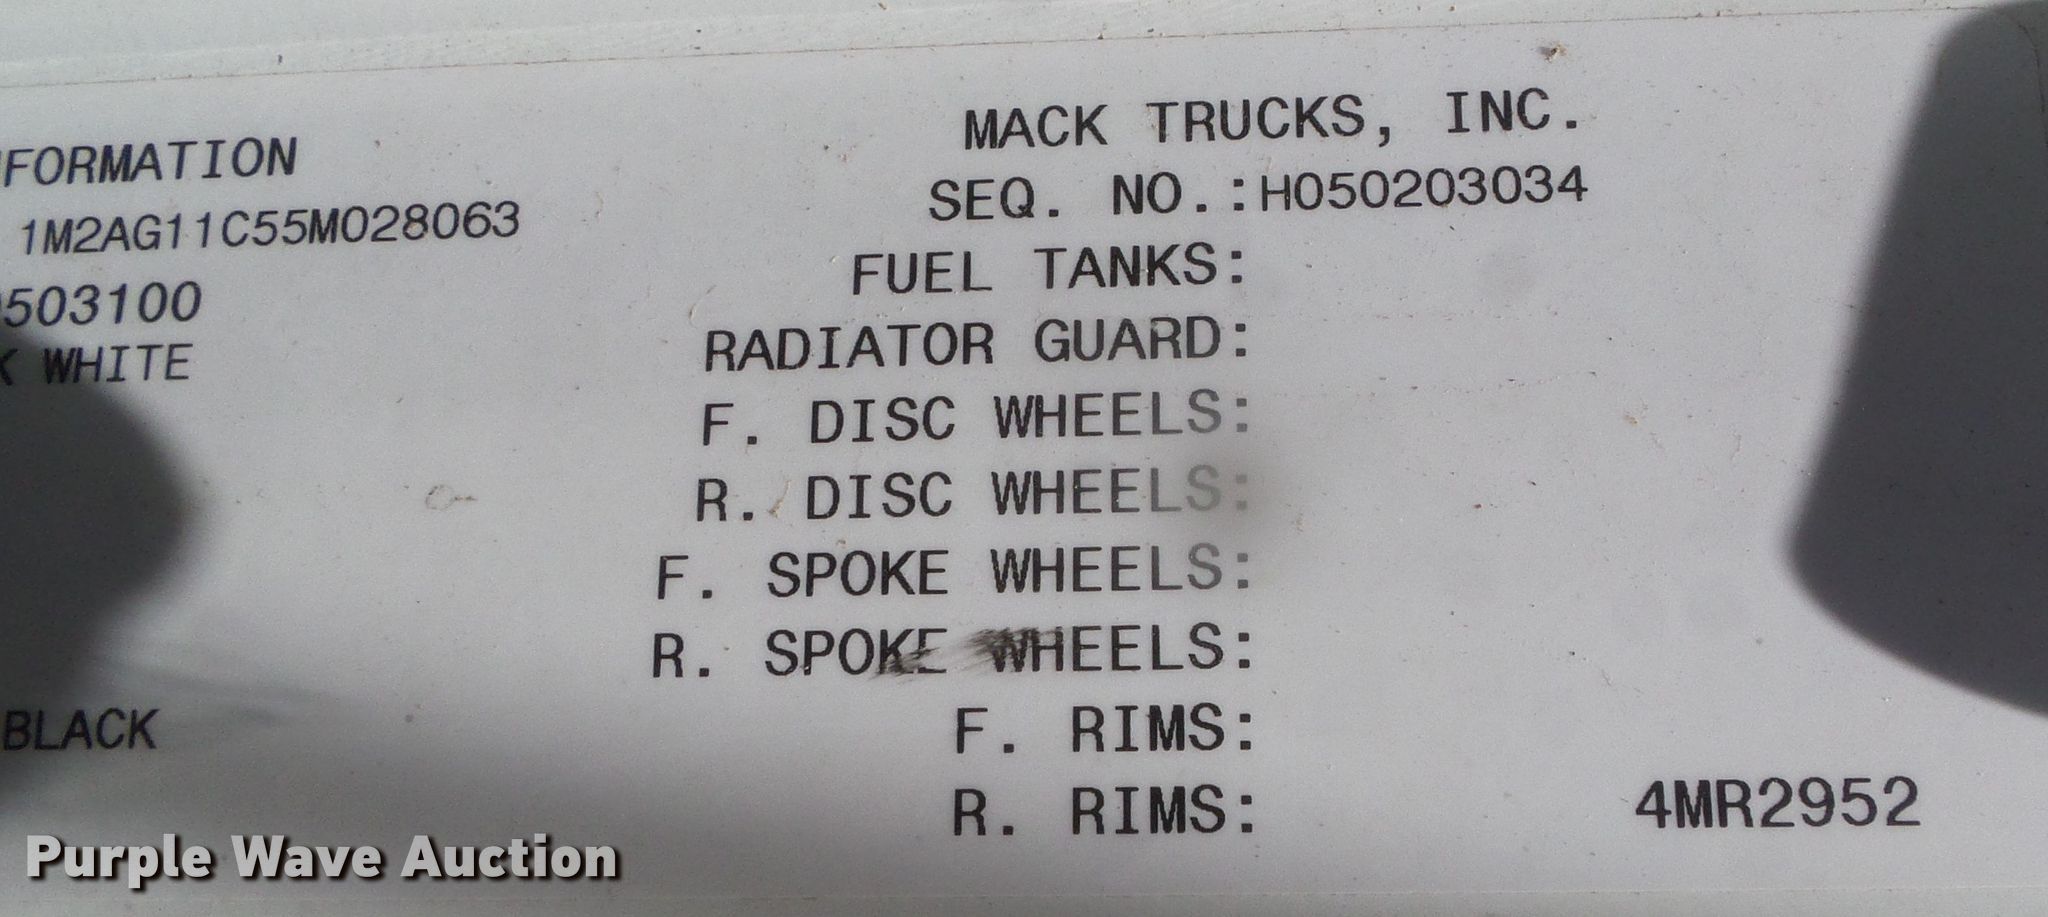 MACK TRUCKS, INC.
FORMATION
SEQ. NO.:H050203034
1M2AG11C55M028063
FUEL TANKS:
503100
RADIATOR GUARD:
K WHITE
F. DISC WHEELS:
R. DISC WHEELS:
F. SPOKE WHEELS:
R. SPOKE WHEELS:
BLACK
F. RIMS:
R. RIMS:
4MR2952
Purple Wave Auction